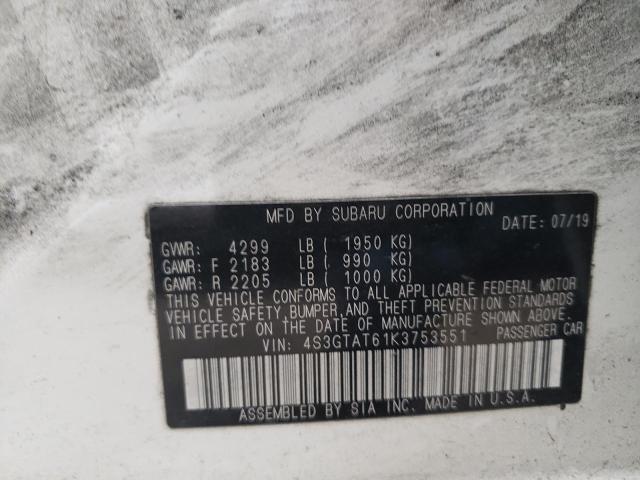 MFD BY SUBARU CORPORATION
DATE: 07/19
GVWR: 4299 LB ( 1950 KG)
GAWR: F 2183 LB ( 990 KG)
GAWR: R 2205 LB ( 1000 KG)
THIS VEHICLE CONFORMS TO ALL APPLICABLE FEDERAL MOTOR
VEHICLE SAFETY,BUMPER,AND THEFT PREVENTION STANDARDS
IN EFFECT ON THE DATE OF MANUFACTURE SHOWN ABOVE.
VIN: 4S3GTAT61K3753551 PASSENGER CAR
ASSEMBLED BY SIA INC. MADE IN U.S.A.